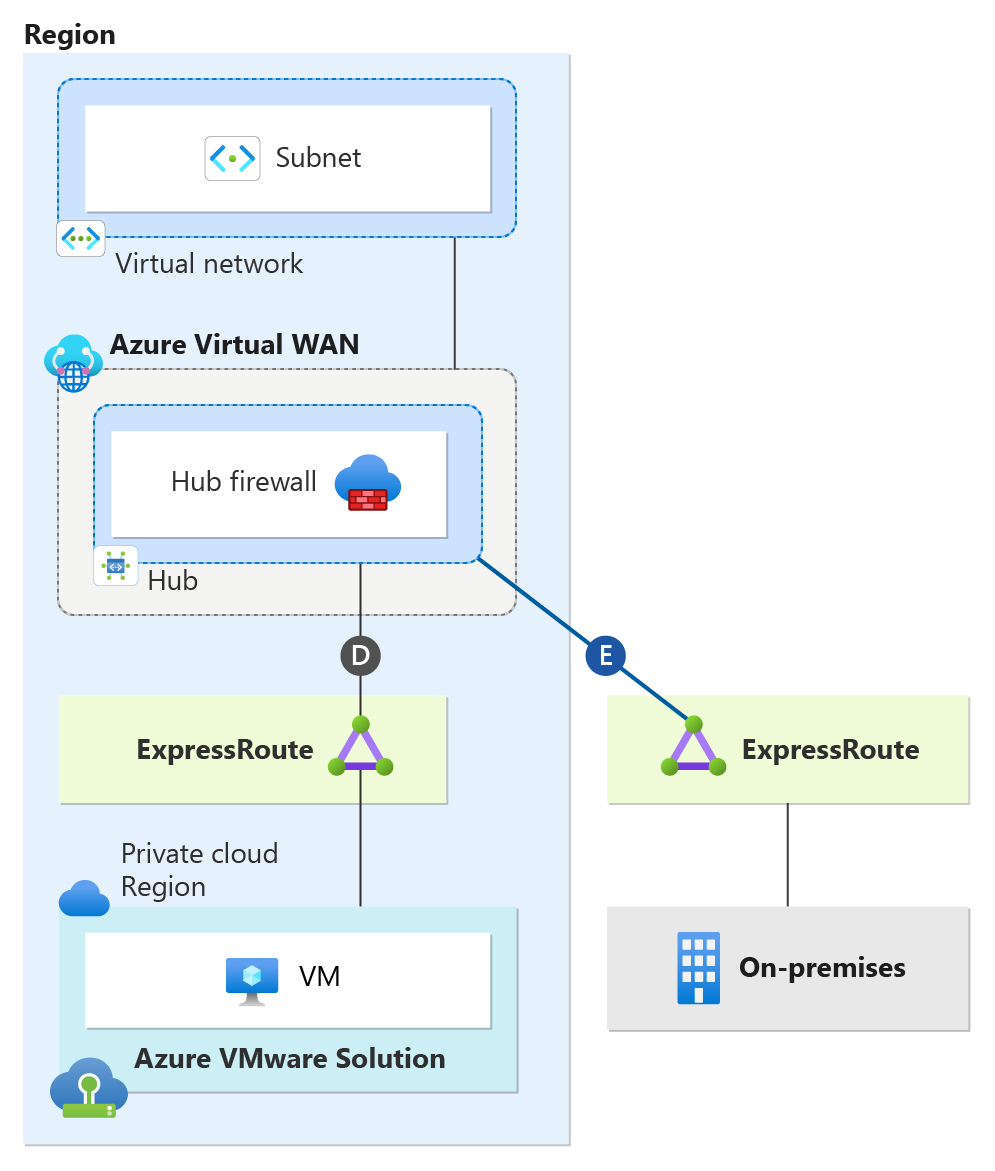 Region
Subnet
Virtual network
Azure Virtual WAN
Hub firewall
Hub
D
E
ExpressRoute
ExpressRoute
Private cloud
Region
VM
On-premises
Azure VMware Solution